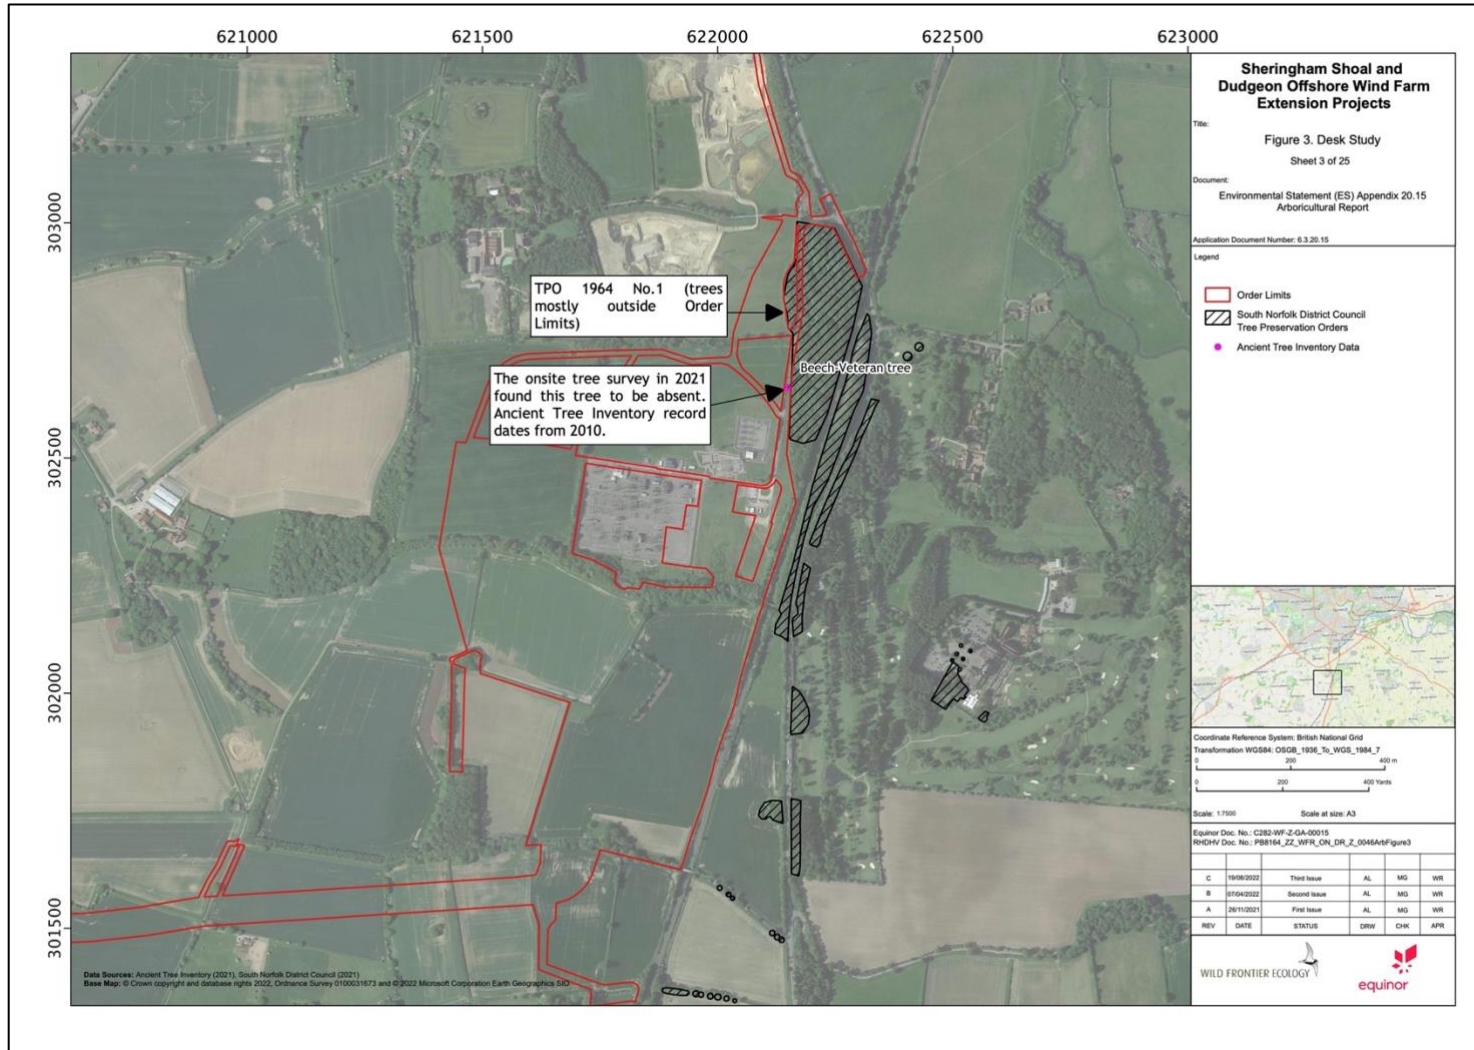 621000
621500
622000
622500
623000
303000
302500
302000
301500
TPO 1964 No.1 (trees
mostly outside Order
Limits)
The onsite tree survey in 2021
found this tree to be absent.
Ancient Tree Inventory record
dates from 2010.
Beech-Veteran tree
Data Sources: Ancient Tree Inventory (2021), South Norfolk District Council (2021)
Base Map: © Crown copyright and database rights 2022, Ordnance Survey 0100031673 and © 2022 Microsoft Corporation Earth Geographics SIO
Sheringham Shoal and
Dudgeon Offshore Wind Farm
Extension Projects
Title:
Figure 3. Desk Study
Sheet 3 of 25
Document:
Environmental Statement (ES) Appendix 20.15
Arboricultural Report
Application Document Number: 6.3.20.15
Legend
Order Limits
South Norfolk District Council
Tree Preservation Orders
Ancient Tree Inventory Data
Coordinate Reference System: British National Grid
Transformation WGS84: OSGB_1936_To_WGS_1984_7
0 200 400 m
0 200 400 Yards
Scale: 1:7500 Scale at size: A3
Equinor Doc. No.: C282-WF-Z-GA-00015
RHDHV Doc. No.: PB8164_ZZ_WFR_ON_DR_Z_0046ArbFigure3
C 19/08/2022 Third Issue AL MG WR
B 07/04/2022 Second Issue AL MG WR
A 26/11/2021 First Issue AL MG WR
REV DATE STATUS DRW CHK APR
WILD FRONTIER ECOLOGY
equinor